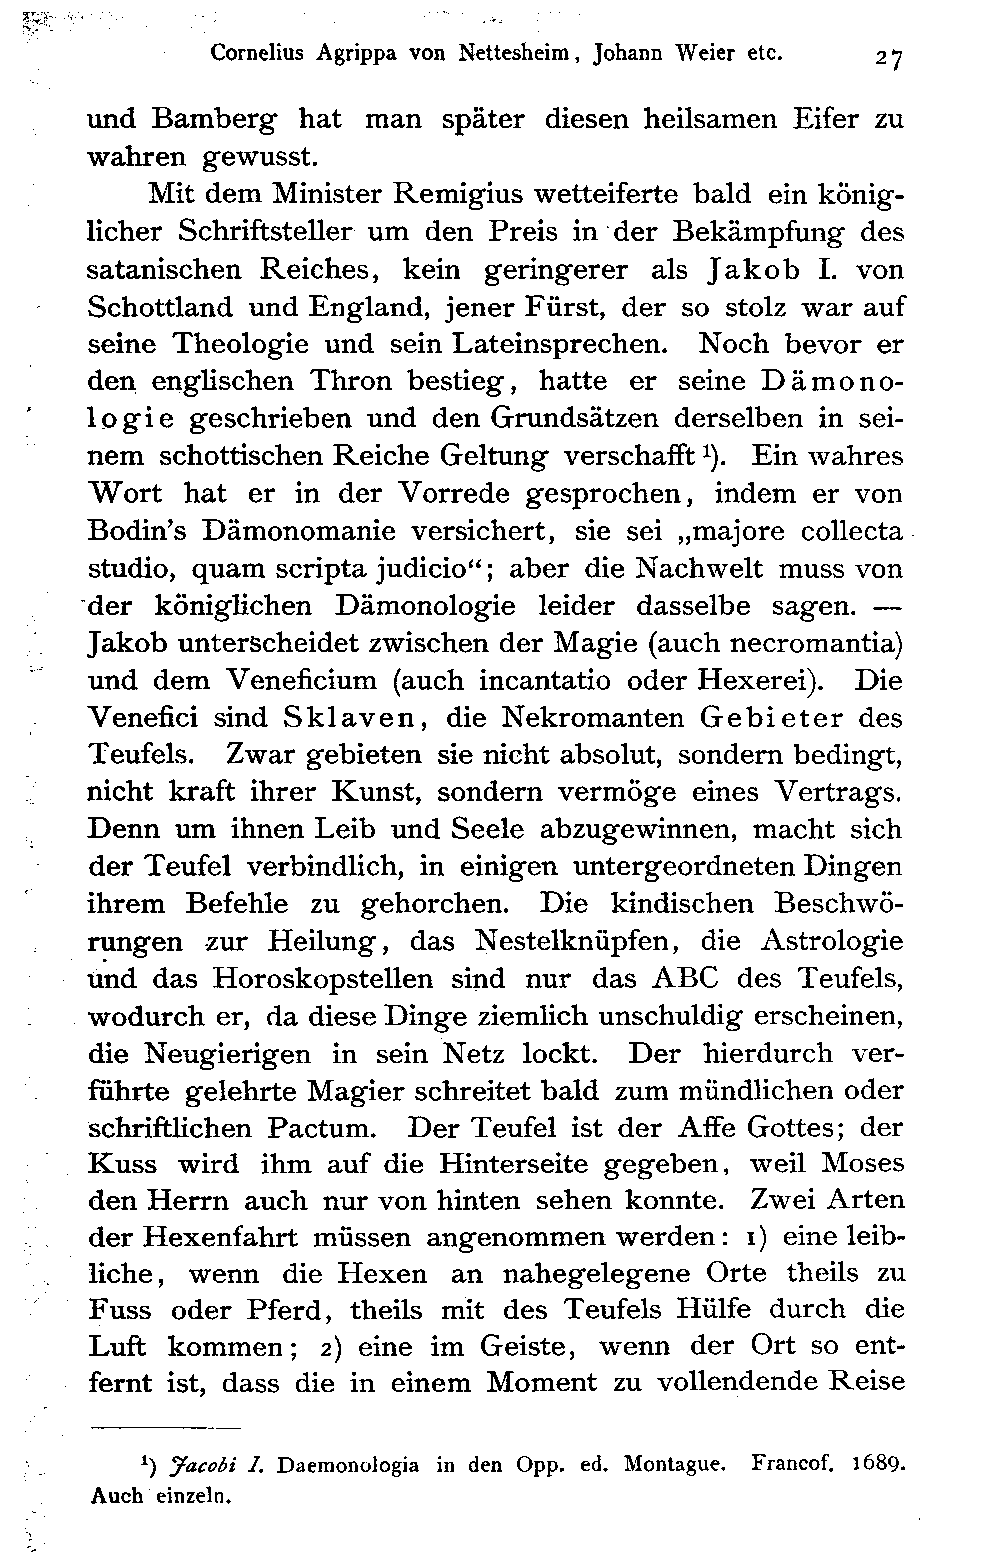 Cornelius Agrippa von Nettesheim, Johann Weier etc. 27
und Bamberg hat man später diesen heilsamen Eifer zu
wahren gewusst.
Mit dem Minister Remigius wetteiferte bald ein könig-
licher Schriftsteller um den Preis in der Bekämpfung des
satanischen Reiches, kein geringerer als Jakob I. von
Schottland und England, jener Fürst, der so stolz war auf
seine Theologie und sein Lateinsprechen. Noch bevor er
den englischen Thron bestieg, hatte er seine Dämono-
logie geschrieben und den Grundsätzen derselben in sei-
nem schottischen Reiche Geltung verschafft ¹). Ein wahres
Wort hat er in der Vorrede gesprochen, indem er von
Bodin's Dämonomanie versichert, sie sei „majore collecta
studio, quam scripta judicio“; aber die Nachwelt muss von
der königlichen Dämonologie leider dasselbe sagen. —
Jakob unterscheidet zwischen der Magie (auch necromantia)
und dem Veneficium (auch incantatio oder Hexerei). Die
Venefici sind Sklaven, die Nekromanten Gebieter des
Teufels. Zwar gebieten sie nicht absolut, sondern bedingt,
nicht kraft ihrer Kunst, sondern vermöge eines Vertrags.
Denn um ihnen Leib und Seele abzugewinnen, macht sich
der Teufel verbindlich, in einigen untergeordneten Dingen
ihrem Befehle zu gehorchen. Die kindischen Beschwö-
rungen zur Heilung, das Nestelknüpfen, die Astrologie
und das Horoskopstellen sind nur das ABC des Teufels,
wodurch er, da diese Dinge ziemlich unschuldig erscheinen,
die Neugierigen in sein Netz lockt. Der hierdurch ver-
führte gelehrte Magier schreitet bald zum mündlichen oder
schriftlichen Pactum. Der Teufel ist der Affe Gottes; der
Kuss wird ihm auf die Hinterseite gegeben, weil Moses
den Herrn auch nur von hinten sehen konnte. Zwei Arten
der Hexenfahrt müssen angenommen werden: 1) eine leib-
liche, wenn die Hexen an nahegelegene Orte theils zu
Fuss oder Pferd, theils mit des Teufels Hülfe durch die
Luft kommen; 2) eine im Geiste, wenn der Ort so ent-
fernt ist, dass die in einem Moment zu vollendende Reise
¹) Jacobi I. Daemonologia in den Opp. ed. Montague. Francof. 1689.
Auch einzeln.